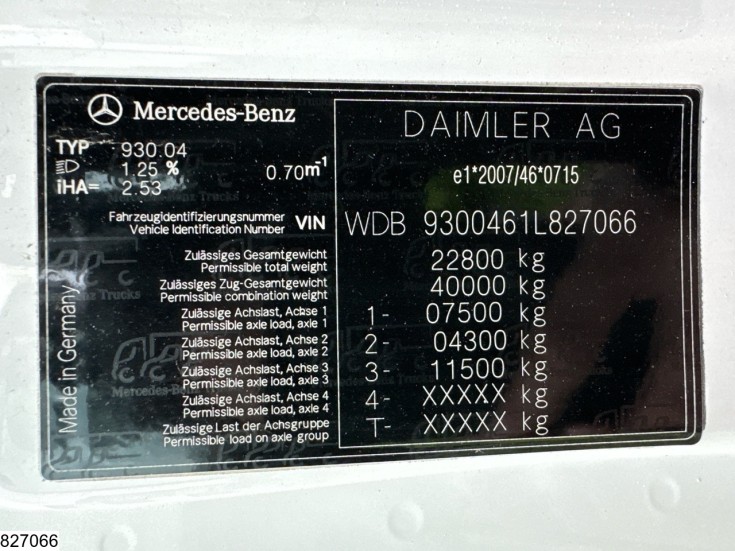 Mercedes-Benz
DAIMLER AG
TYP 930.04
1.25 % 0.70m-1
iHA= 2.53
e1*2007/46*0715
Fahrzeugidentifizierungsnummer
Vehicle Identification Number
VIN
WDB 9300461L827066
Zulässiges Gesamtgewicht
Permissible total weight
22800 kg
Zulässiges Zug-Gesamtgewicht
Permissible combination weight
40000 kg
Zulässige Achslast, Achse 1
Permissible axle load, axle 1
1- 07500 kg
Zulässige Achslast, Achse 2
Permissible axle load, axle 2
2- 04300 kg
Zulässige Achslast, Achse 3
Permissible axle load, axle 3
3- 11500 kg
Zulässige Achslast, Achse 4
Permissible axle load, axle 4
4- XXXXX kg
Zulässige Last der Achsgruppe
Permissible load on axle group
T- XXXXX kg
Made in Germany
827066